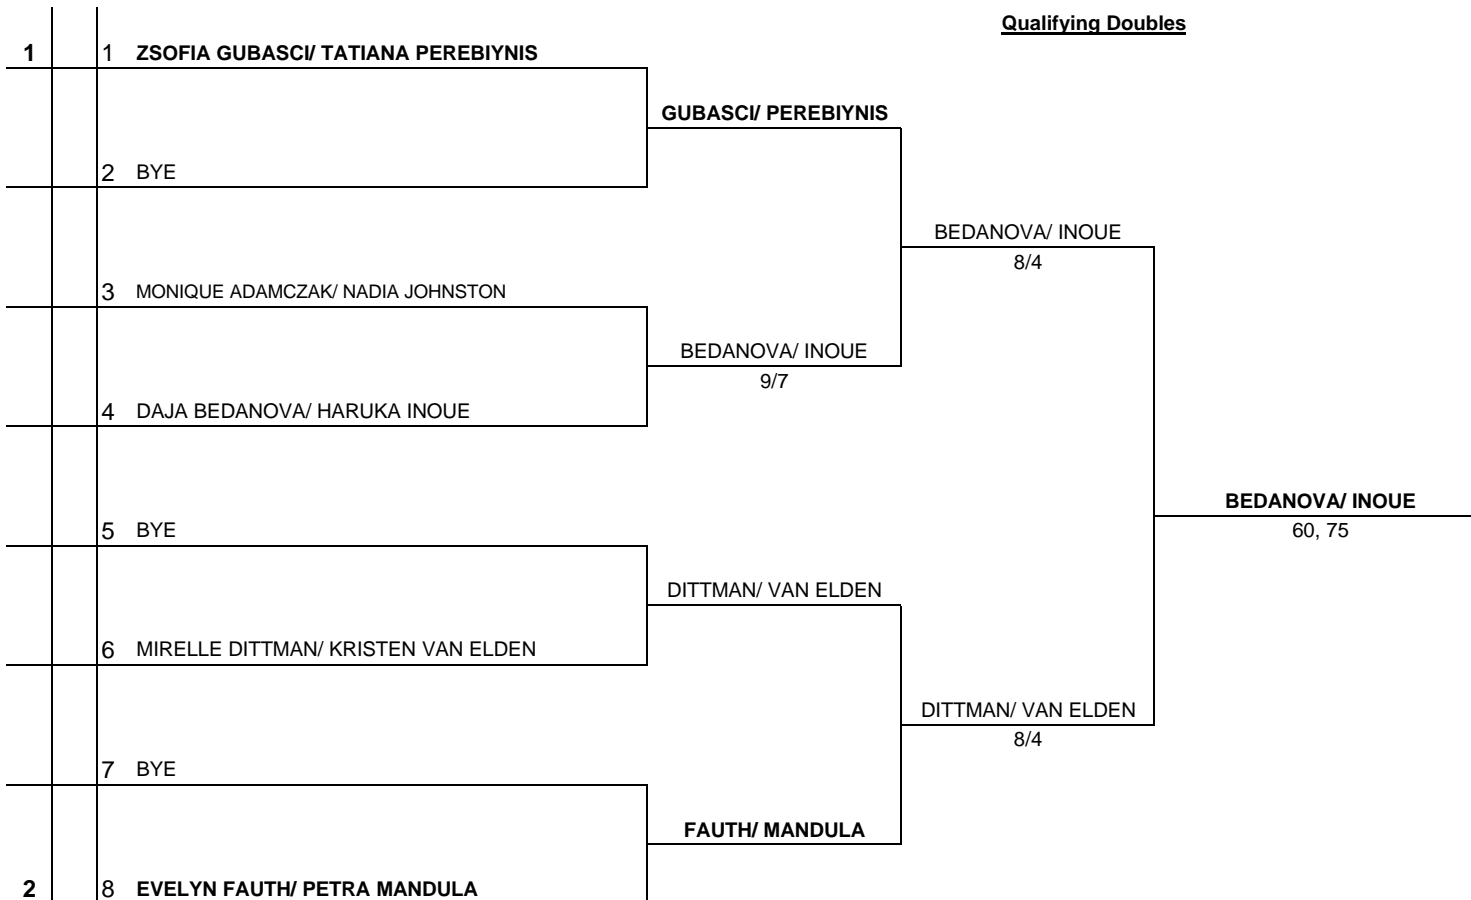 Qualifying Doubles
1 1 ZSOFIA GUBASCI/ TATIANA PEREBIYNIS
GUBASCI/ PEREBIYNIS
2 BYE
BEDANOVA/ INOUE
8/4
3 MONIQUE ADAMCZAK/ NADIA JOHNSTON
BEDANOVA/ INOUE
9/7
4 DAJA BEDANOVA/ HARUKA INOUE
BEDANOVA/ INOUE
60, 75
5 BYE
DITTMAN/ VAN ELDEN
6 MIRELLE DITTMAN/ KRISTEN VAN ELDEN
DITTMAN/ VAN ELDEN
8/4
7 BYE
FAUTH/ MANDULA
2 8 EVELYN FAUTH/ PETRA MANDULA